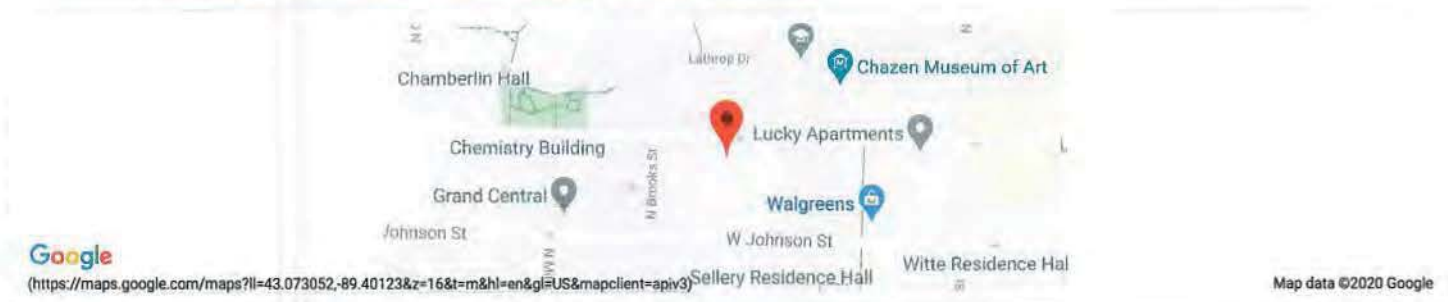 N
Lathrop Dr
Chazen Museum of Art
Chamberlin Hall
Lucky Apartments
Chemistry Building
N Brooks St
Grand Central
Walgreens
Johnson St
W Johnson St
Google
N Mil
Witte Residence Hal
Sellery Residence Hall
St
(https://maps.google.com/maps?ll=43.073052,-89.40123&z=16&t=m&hl=en&gl=US&mapclient=apiv3)
Map data ©2020 Google